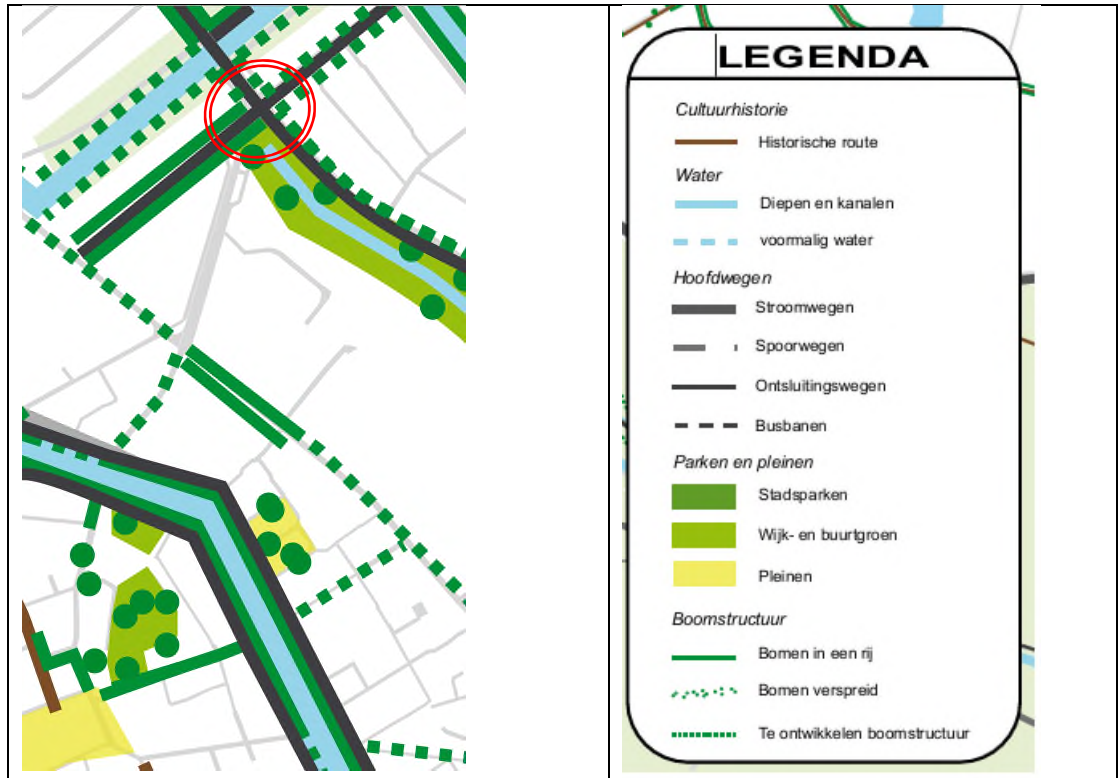 LEGENDA
Cultuurhistorie
Historische route
Water
Diepen en kanalen
voormalig water
Hoofdwegen
Stroomwegen
Spoorwegen
Ontsluitingswegen
Busbanen
Parken en pleinen
Stadsparken
Wijk- en buurtgroen
Pleinen
Boomstructuur
Bomen in een rij
Bomen verspreid
Te ontwikkelen boomstructuur